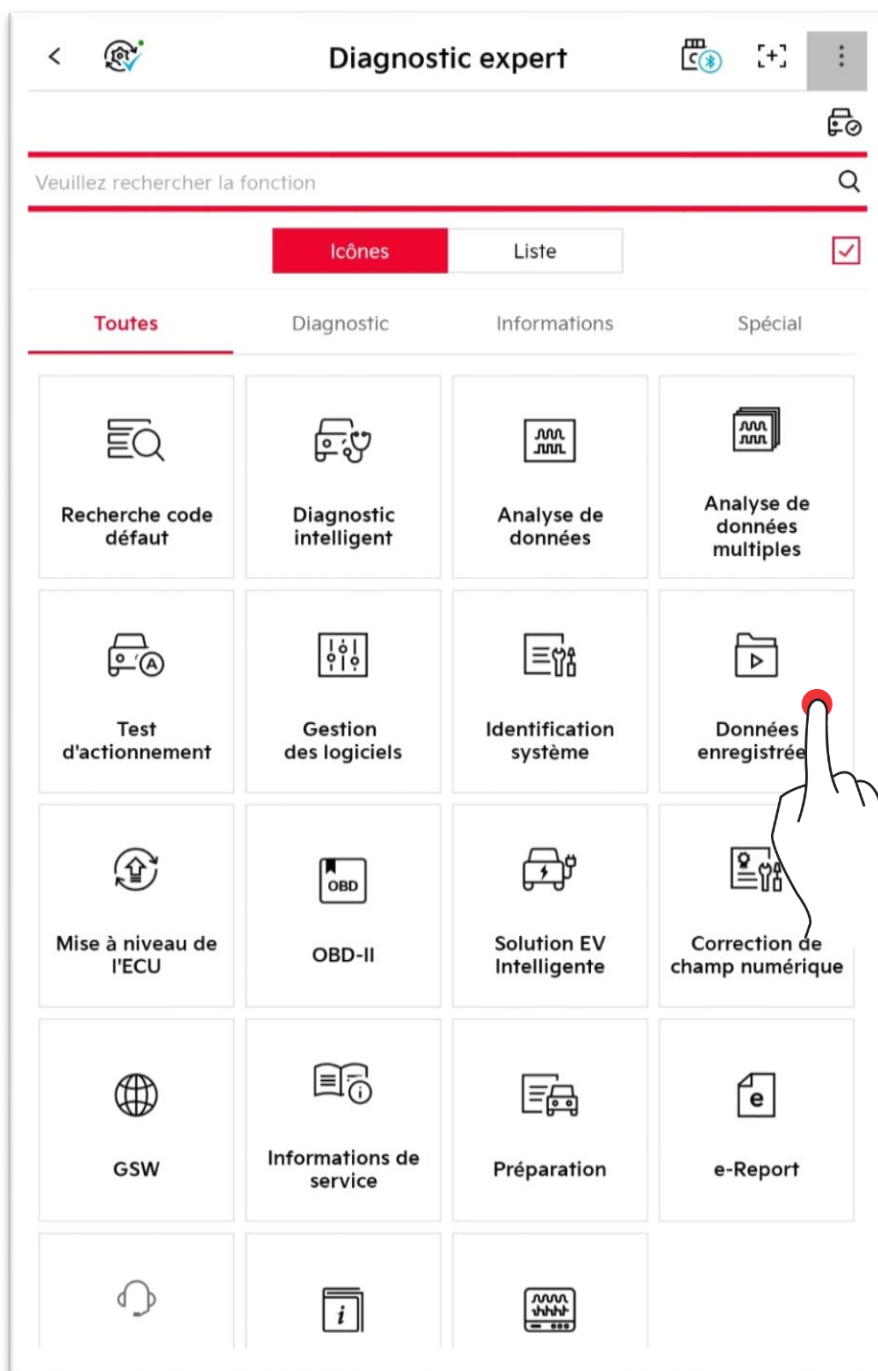 Diagnostic expert
Veuillez rechercher la fonction
Icônes
Liste
Toutes
Diagnostic
Informations
Spécial
Recherche code
défaut
Diagnostic
intelligent
Analyse de
données
Analyse de
données
multiples
Test
d'actionnement
Gestion
des logiciels
Identification
système
Données
enregistrée
Mise à niveau de
l'ECU
OBD
OBD-II
Solution EV
Intelligente
Correction de
champ numérique
GSW
i
Informations de
service
Préparation
e
e-Report
i